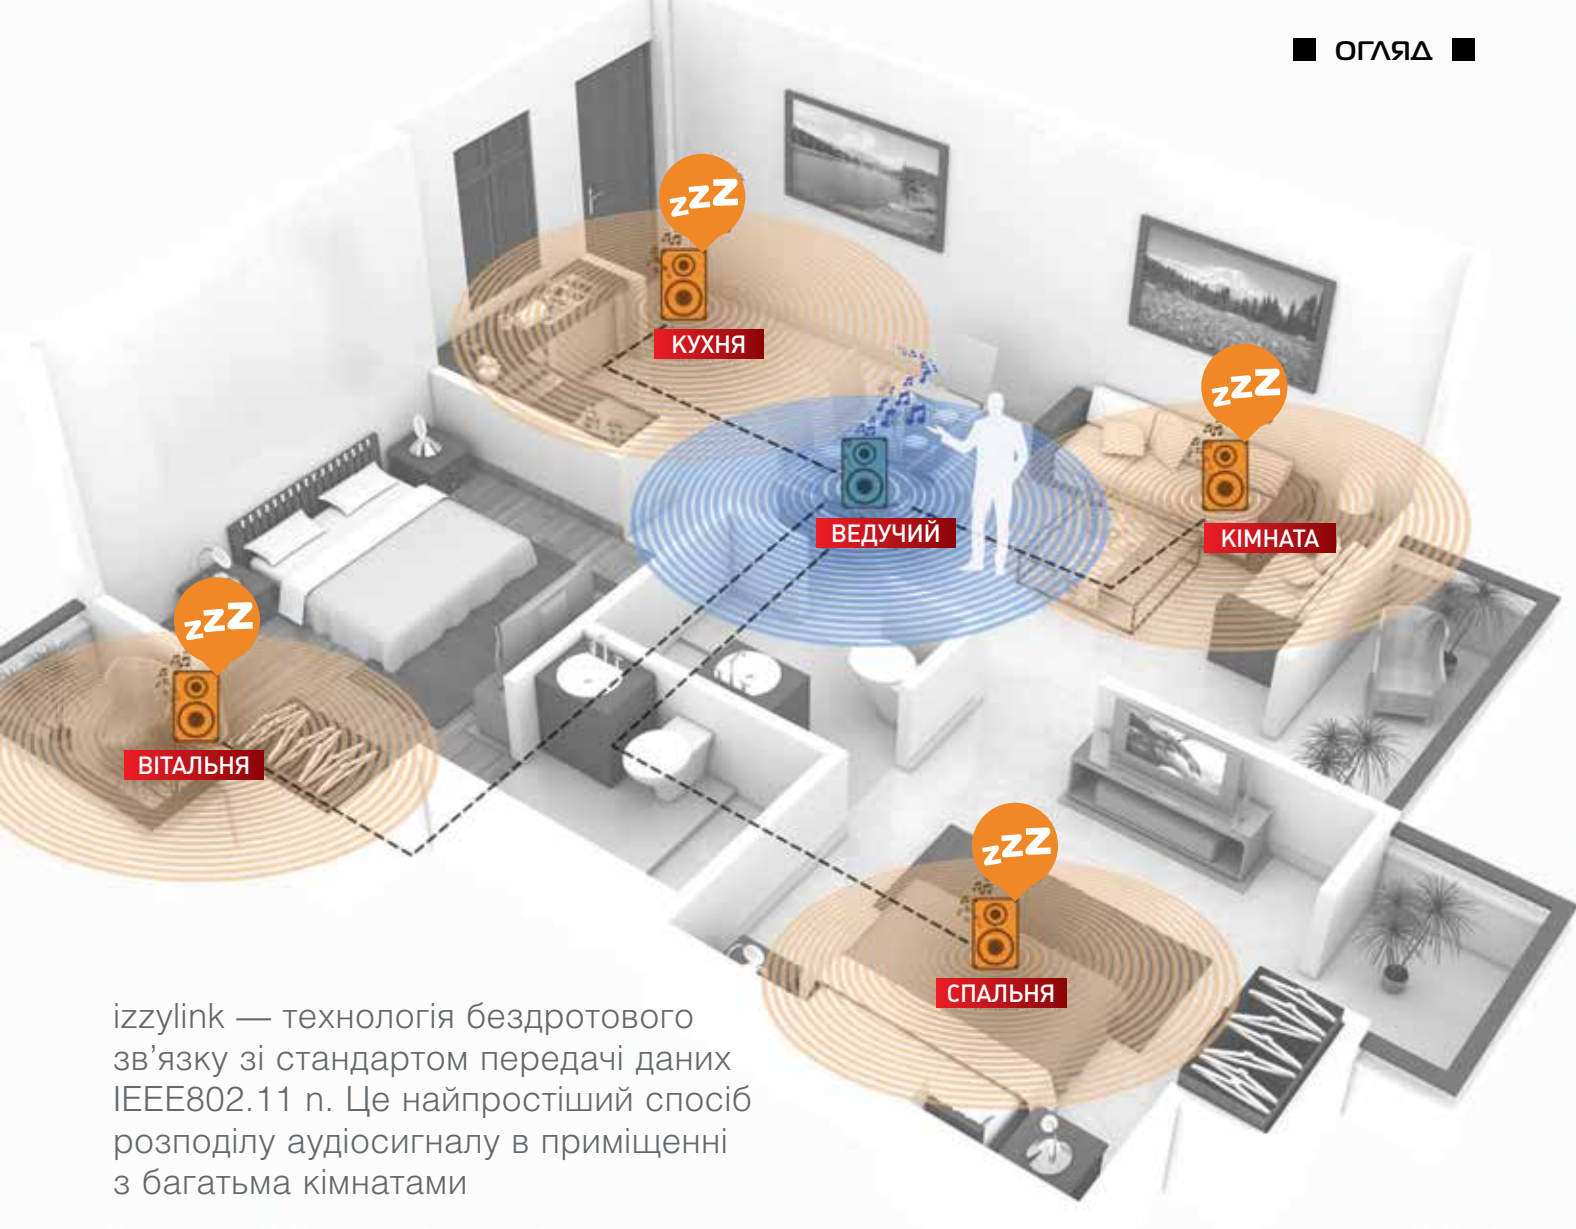 ОГЛЯД
zzZ
КУХНЯ
zzZ
ВЕДУЧИЙ
КІМНАТА
zzZ
ВІТАЛЬНЯ
zzZ
СПАЛЬНЯ
izzylink — технологія бездротового
зв’язку зі стандартом передачі даних
IEEE802.11 n. Це найпростіший спосіб
розподілу аудіосигналу в приміщенні
з багатьма кімнатами